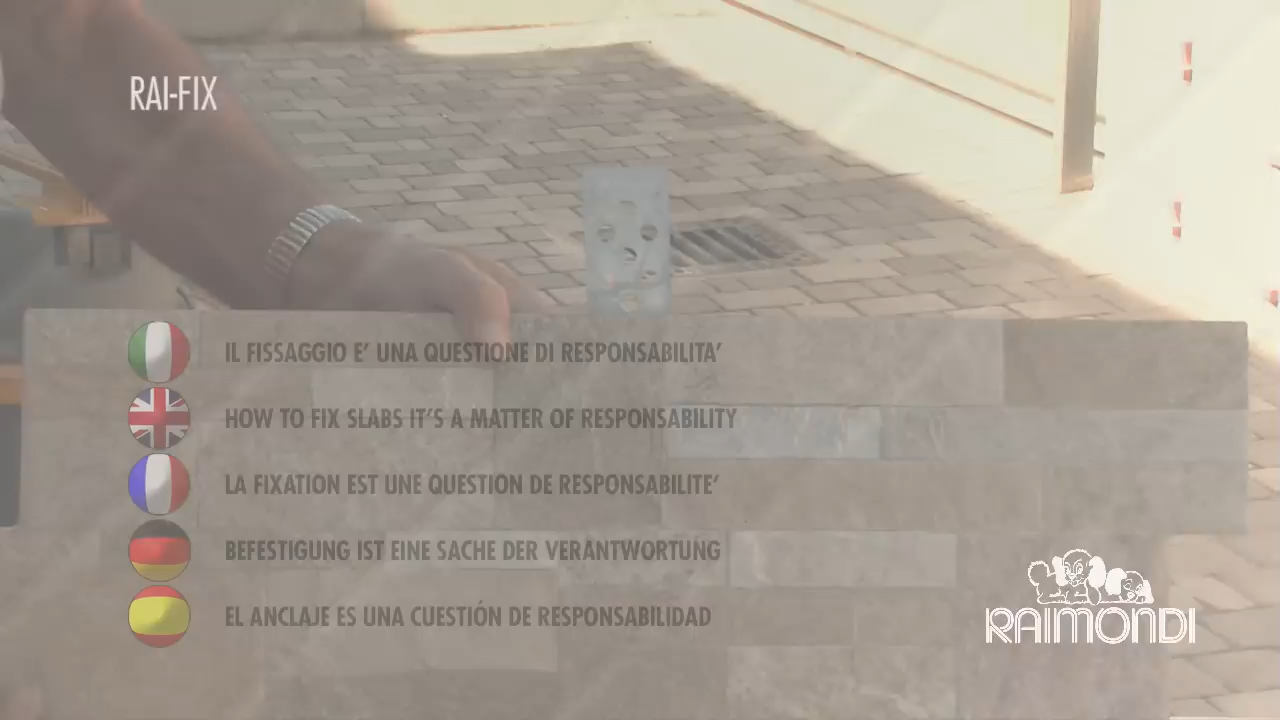 RAI-FIX
IL FISSAGGIO E’ UNA QUESTIONE DI RESPONSABILITA’
HOW TO FIX SLABS IT’S A MATTER OF RESPONSABILITY
LA FIXATION EST UNE QUESTION DE RESPONSABILITE’
BEFESTIGUNG IST EINE SACHE DER VERANTWORTUNG
EL ANCLAJE ES UNA CUESTIÓN DE RESPONSABILIDAD
RAIMONDI